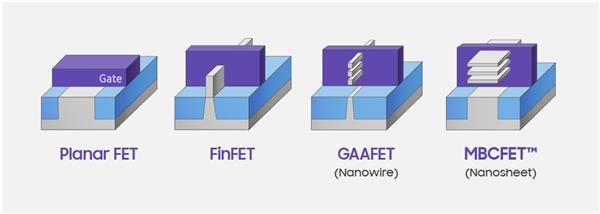 Gate
Planar FET
FinFET
GAAFET
(Nanowire)
MBCFET™
(Nanosheet)